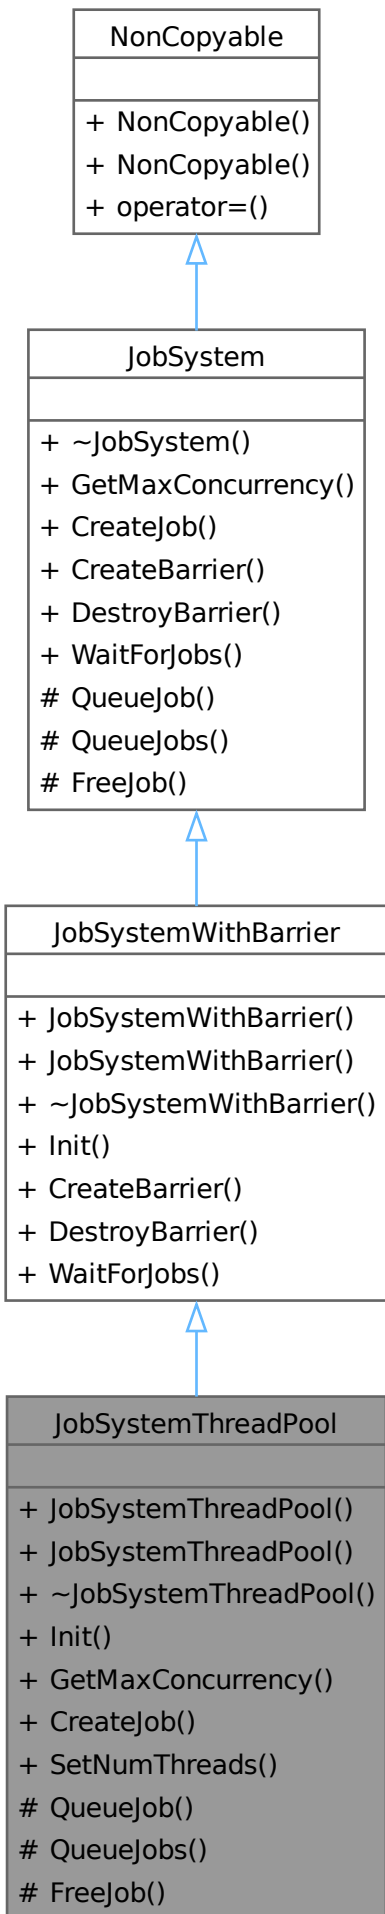 NonCopyable
+ NonCopyable()
+ NonCopyable()
+ operator=()
JobSystem
+ ~JobSystem()
+ GetMaxConcurrency()
+ CreateJob()
+ CreateBarrier()
+ DestroyBarrier()
+ WaitForJobs()
# QueueJob()
# QueueJobs()
# FreeJob()
JobSystemWithBarrier
+ JobSystemWithBarrier()
+ JobSystemWithBarrier()
+ ~JobSystemWithBarrier()
+ Init()
+ CreateBarrier()
+ DestroyBarrier()
+ WaitForJobs()
JobSystemThreadPool
+ JobSystemThreadPool()
+ JobSystemThreadPool()
+ ~JobSystemThreadPool()
+ Init()
+ GetMaxConcurrency()
+ CreateJob()
+ SetNumThreads()
# QueueJob()
# QueueJobs()
# FreeJob()